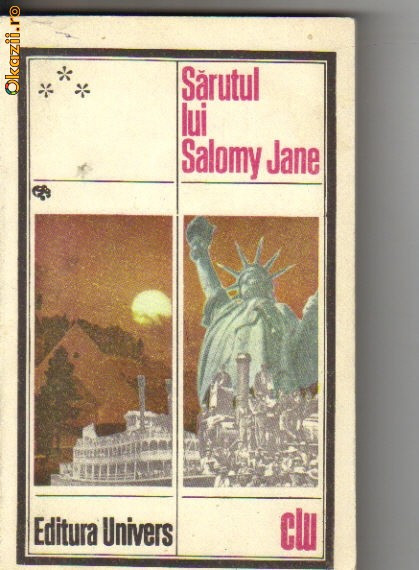 Okazii.ro
***
Sărutul
lui
Salomy Jane
Editura Univers
clu